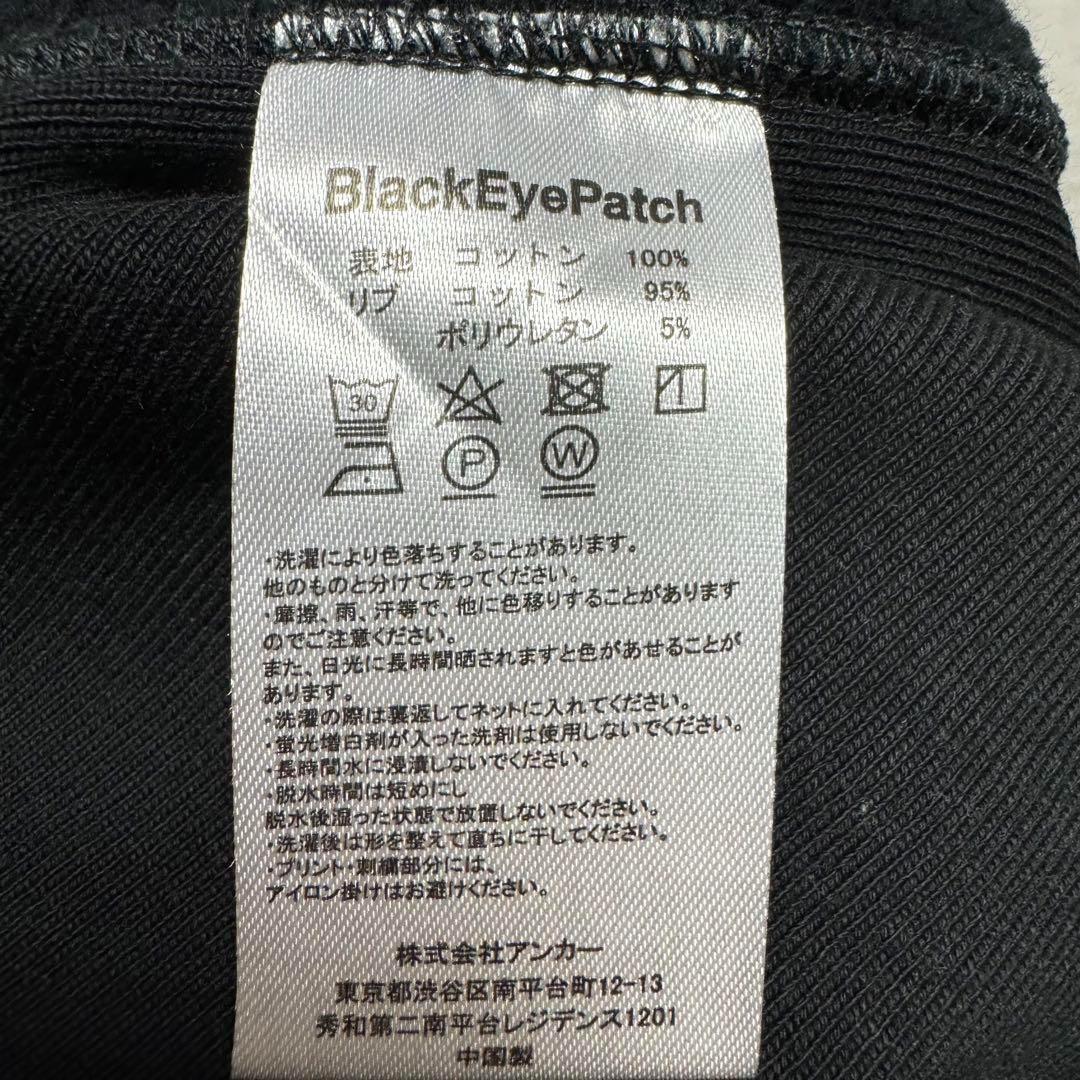 BlackEyePatch
表地 コットン 100%
リブ コットン 95%
ポリウレタン 5%
30
P W
・洗濯により色落ちすることがあります。
他のものと分けて洗ってください。
・摩擦、雨、汗等で、他に色移りすることがあります
のでご注意ください。
また、日光に長時間晒されますと色があせることが
あります。
・洗濯の際は裏返してネットに入れてください。
・蛍光増白剤が入った洗剤は使用しないでください。
・長時間水に浸漬しないでください。
・脱水時間は短めにし
脱水後湿った状態で放置しないでください。
・洗濯後は形を整えて直ちに干してください。
・プリント・刺繍部分には、
アイロン掛けはお避けください。
株式会社アンカー
東京都渋谷区南平台町12-13
秀和第二南平台レジデンス1201
中国製